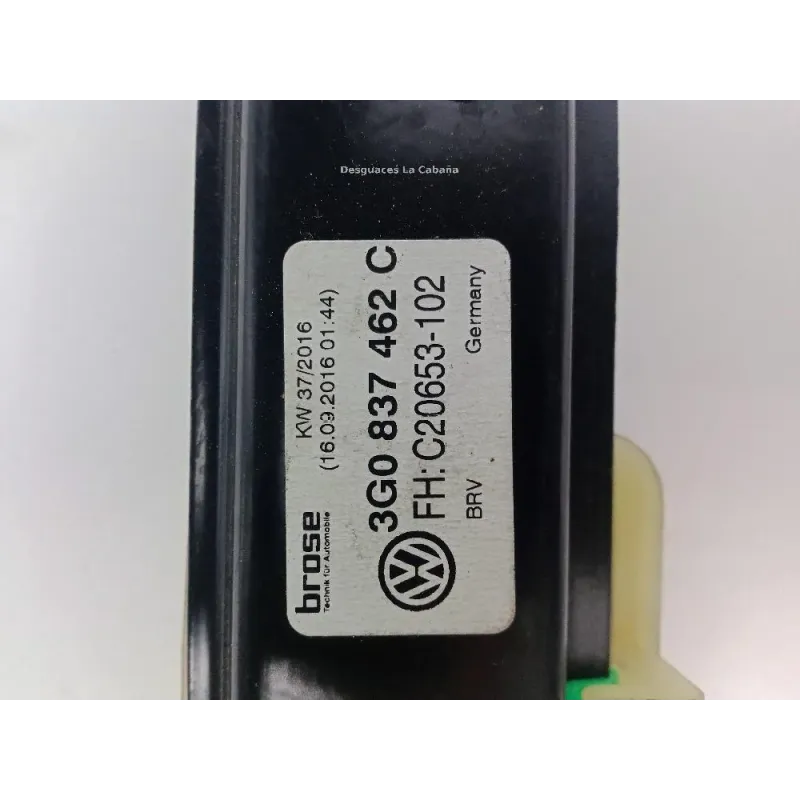 Desguaces La Cabaña
brose
Technik für Automobile
KW 37/2016
(16.09.2016 01:44)
3G0 837 462 C
FH: C20653-102
BRV Germany